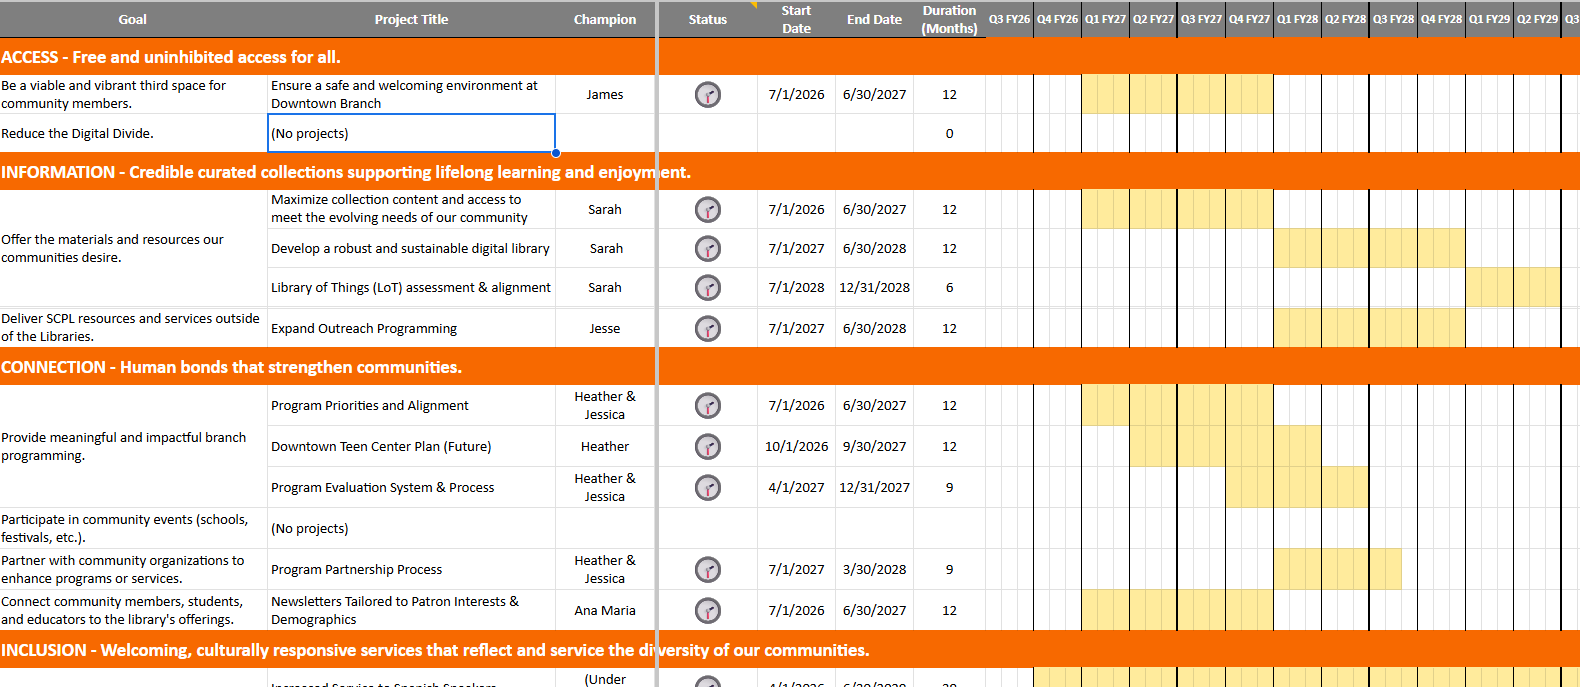 Goal Project Title Champion Status Start Date End Date Duration (Months) Q3 FY26 Q4 FY26 Q1 FY27 Q2 FY27 Q3 FY27 Q4 FY27 Q1 FY28 Q2 FY28 Q3 FY28 Q4 FY28 Q1 FY29 Q2 FY29 Q3
ACCESS - Free and uninhibited access for all.
Be a viable and vibrant third space for community members. Ensure a safe and welcoming environment at Downtown Branch James 7/1/2026 6/30/2027 12
Reduce the Digital Divide. (No projects) 0
INFORMATION - Credible curated collections supporting lifelong learning and enjoyment.
Offer the materials and resources our communities desire. Maximize collection content and access to meet the evolving needs of our community Sarah 7/1/2026 6/30/2027 12
Develop a robust and sustainable digital library Sarah 7/1/2027 6/30/2028 12
Library of Things (LoT) assessment & alignment Sarah 7/1/2028 12/31/2028 6
Deliver SCPL resources and services outside of the Libraries. Expand Outreach Programming Jesse 7/1/2027 6/30/2028 12
CONNECTION - Human bonds that strengthen communities.
Provide meaningful and impactful branch programming. Program Priorities and Alignment Heather & Jessica 7/1/2026 6/30/2027 12
Downtown Teen Center Plan (Future) Heather 10/1/2026 9/30/2027 12
Program Evaluation System & Process Heather & Jessica 4/1/2027 12/31/2027 9
Participate in community events (schools, festivals, etc.). (No projects)
Partner with community organizations to enhance programs or services. Program Partnership Process Heather & Jessica 7/1/2027 3/30/2028 9
Connect community members, students, and educators to the library's offerings. Newsletters Tailored to Patron Interests & Demographics Ana Maria 7/1/2026 6/30/2027 12
INCLUSION - Welcoming, culturally responsive services that reflect and service the diversity of our communities.
(Under